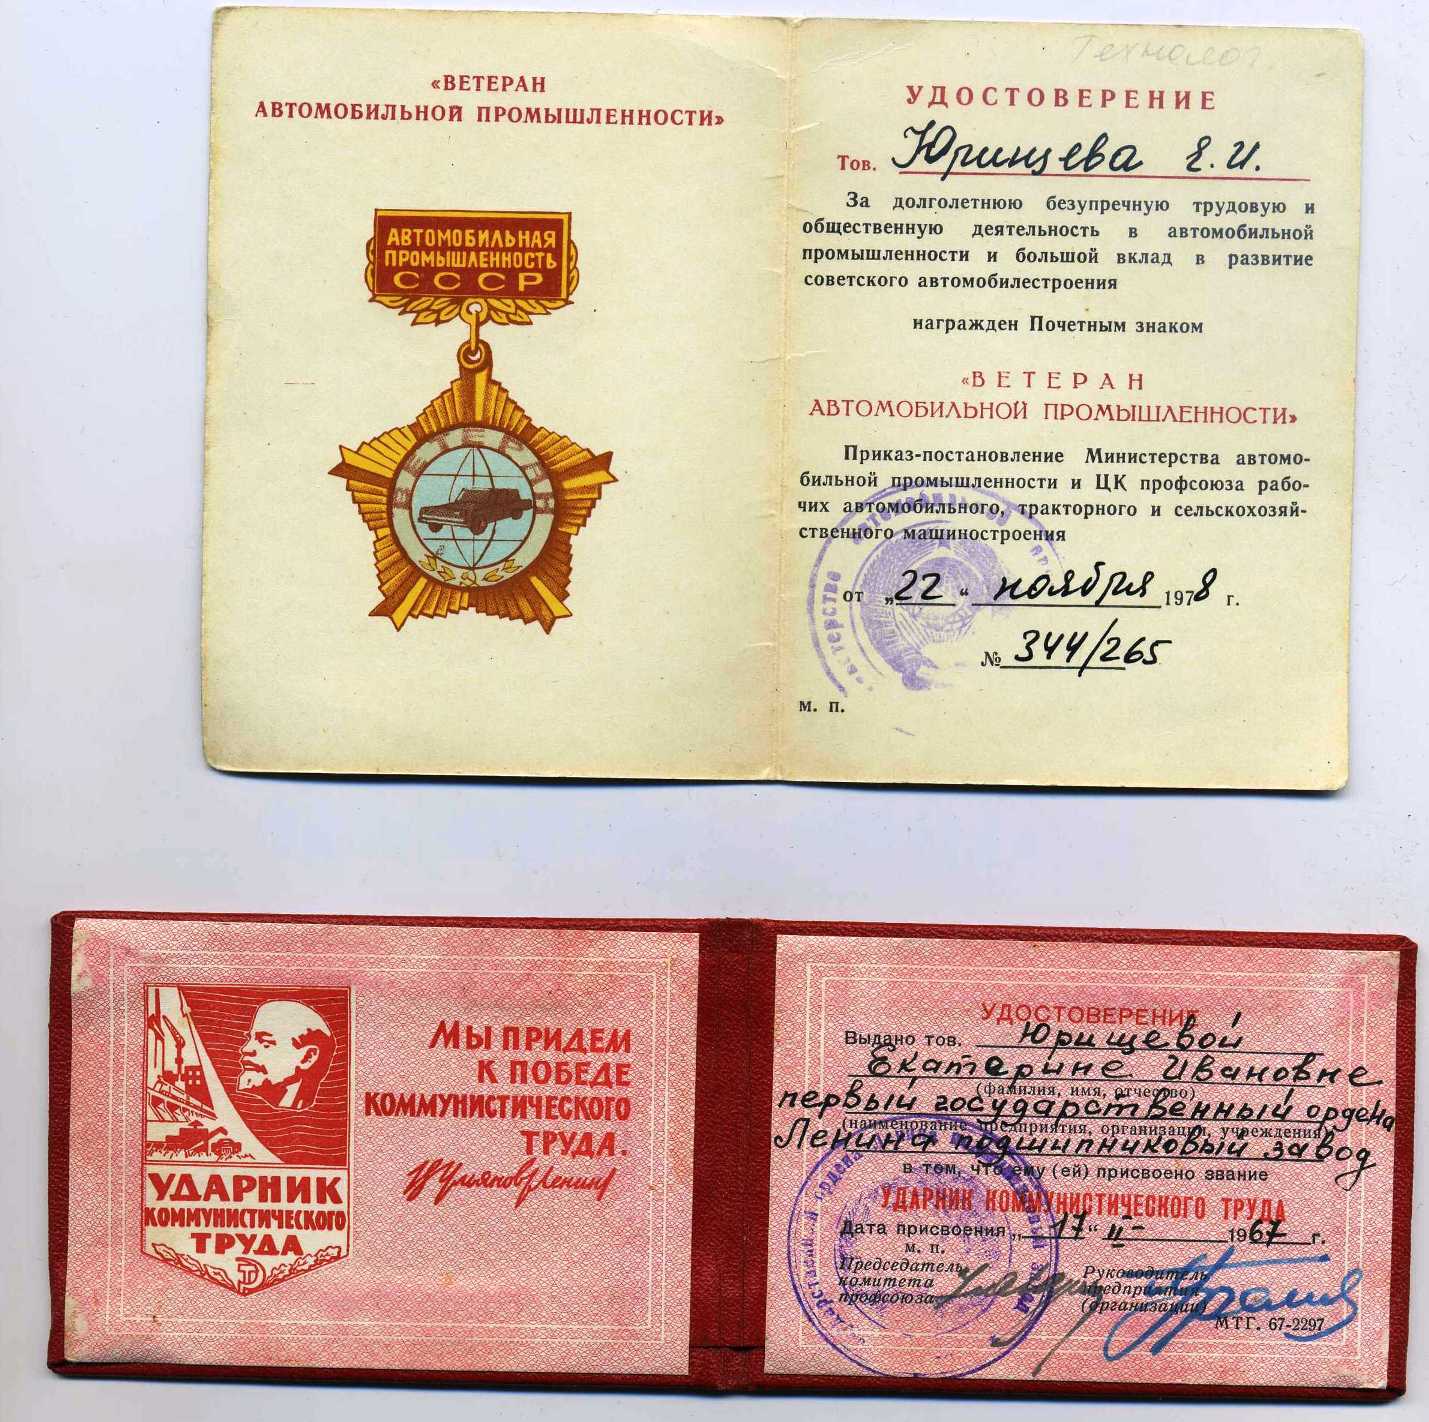 Технолог.
«ВЕТЕРАН
АВТОМОБИЛЬНОЙ ПРОМЫШЛЕННОСТИ»
АВТОМОБИЛЬНАЯ
ПРОМЫШЛЕННОСТЬ
СССР
ВЕТЕРАН
УДОСТОВЕРЕНИЕ
Тов. Юрищева Е.И.
За долголетнюю безупречную трудовую и
общественную деятельность в автомобильной
промышленности и большой вклад в развитие
советского автомобилестроения
награжден Почетным знаком
«ВЕТЕРАН
АВТОМОБИЛЬНОЙ ПРОМЫШЛЕННОСТИ»
Приказ-постановление Министерства автомо-
бильной промышленности и ЦК профсоюза рабо-
чих автомобильного, тракторного и сельскохозяй-
ственного машиностроения
от „22“ ноября 1978 г.
№ 344/265
м. п.
МЫ ПРИДЕМ
К ПОБЕДЕ
КОММУНИСТИЧЕСКОГО
ТРУДА.
В Ульянов (Ленин)
УДАРНИК
КОММУНИСТИЧЕСКОГО
ТРУДА
УДОСТОВЕРЕНИЕ
Выдано тов. Юрищевой
Екатерине Ивановне
(фамилия, имя, отчество)
первый государственный ордена
(наименование предприятия, организации, учреждения)
Ленина подшипниковый завод
в том, что ему (ей) присвоено звание
УДАРНИК КОММУНИСТИЧЕСКОГО ТРУДА
Дата присвоения „17“ II- 1967 г.
м. п.
Председатель
комитета
профсоюза
Руководитель
предприятия
(организации)
МТГ. 67-2297